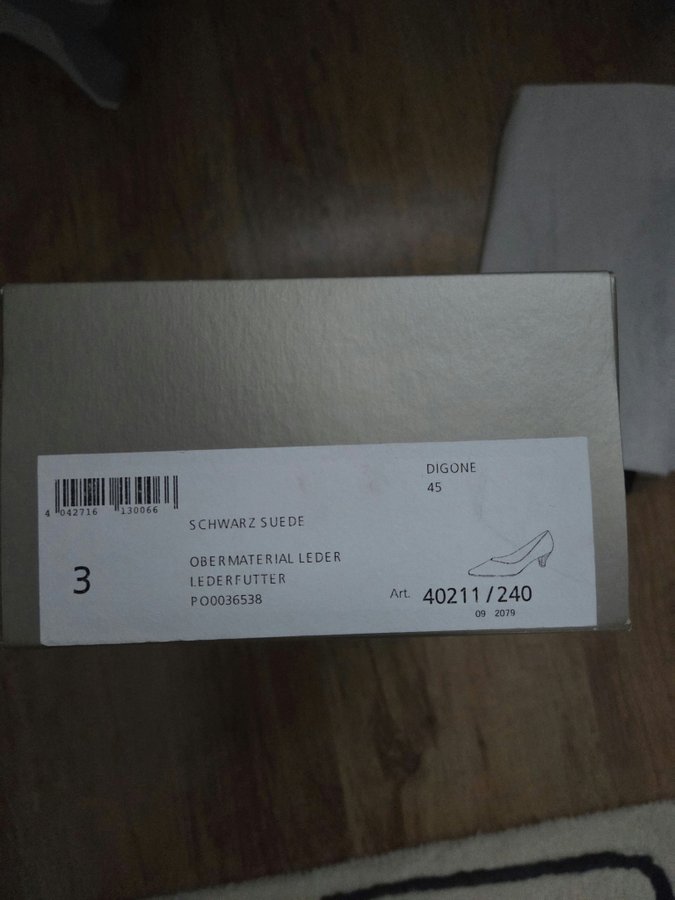 DIGONE
45
4 042716 130066
SCHWARZ SUEDE
3
OBERMATERIAL LEDER
LEDERFUTTER
PO0036538
Art. 40211/240
09 2079